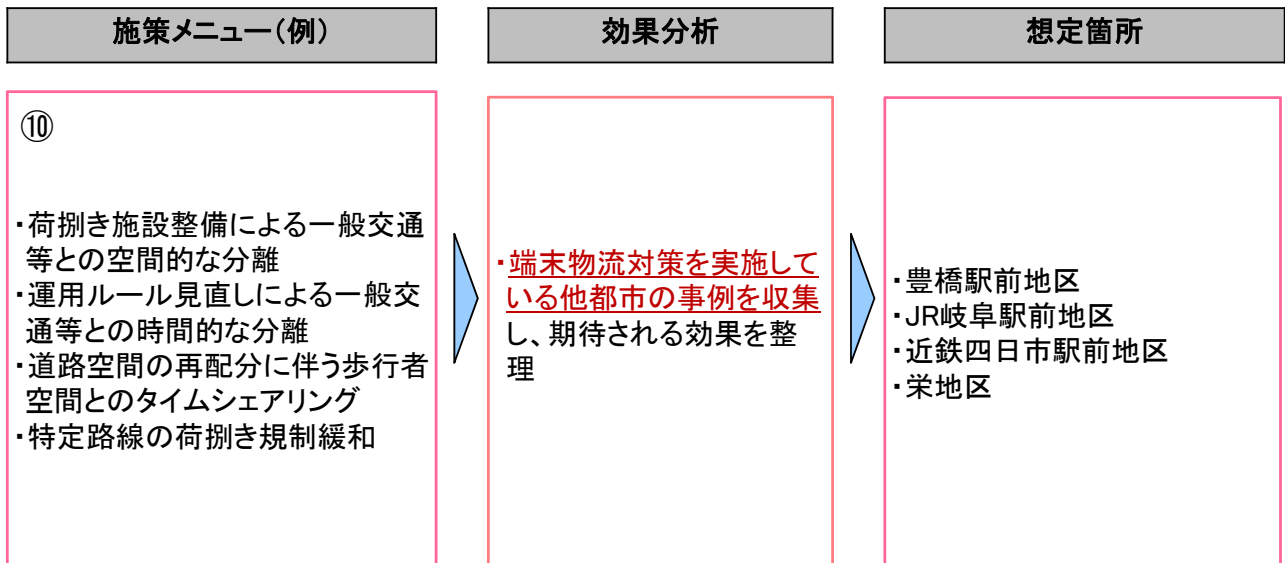 施策メニュー（例）
効果分析
想定箇所
⑩
・荷捌き施設整備による一般交通
等との空間的な分離
・運用ルール見直しによる一般交
通等との時間的な分離
・道路空間の再配分に伴う歩行者
空間とのタイムシェアリング
・特定路線の荷捌き規制緩和
・端末物流対策を実施して
いる他都市の事例を収集
し、期待される効果を整
理
・豊橋駅前地区
・JR岐阜駅前地区
・近鉄四日市駅前地区
・栄地区